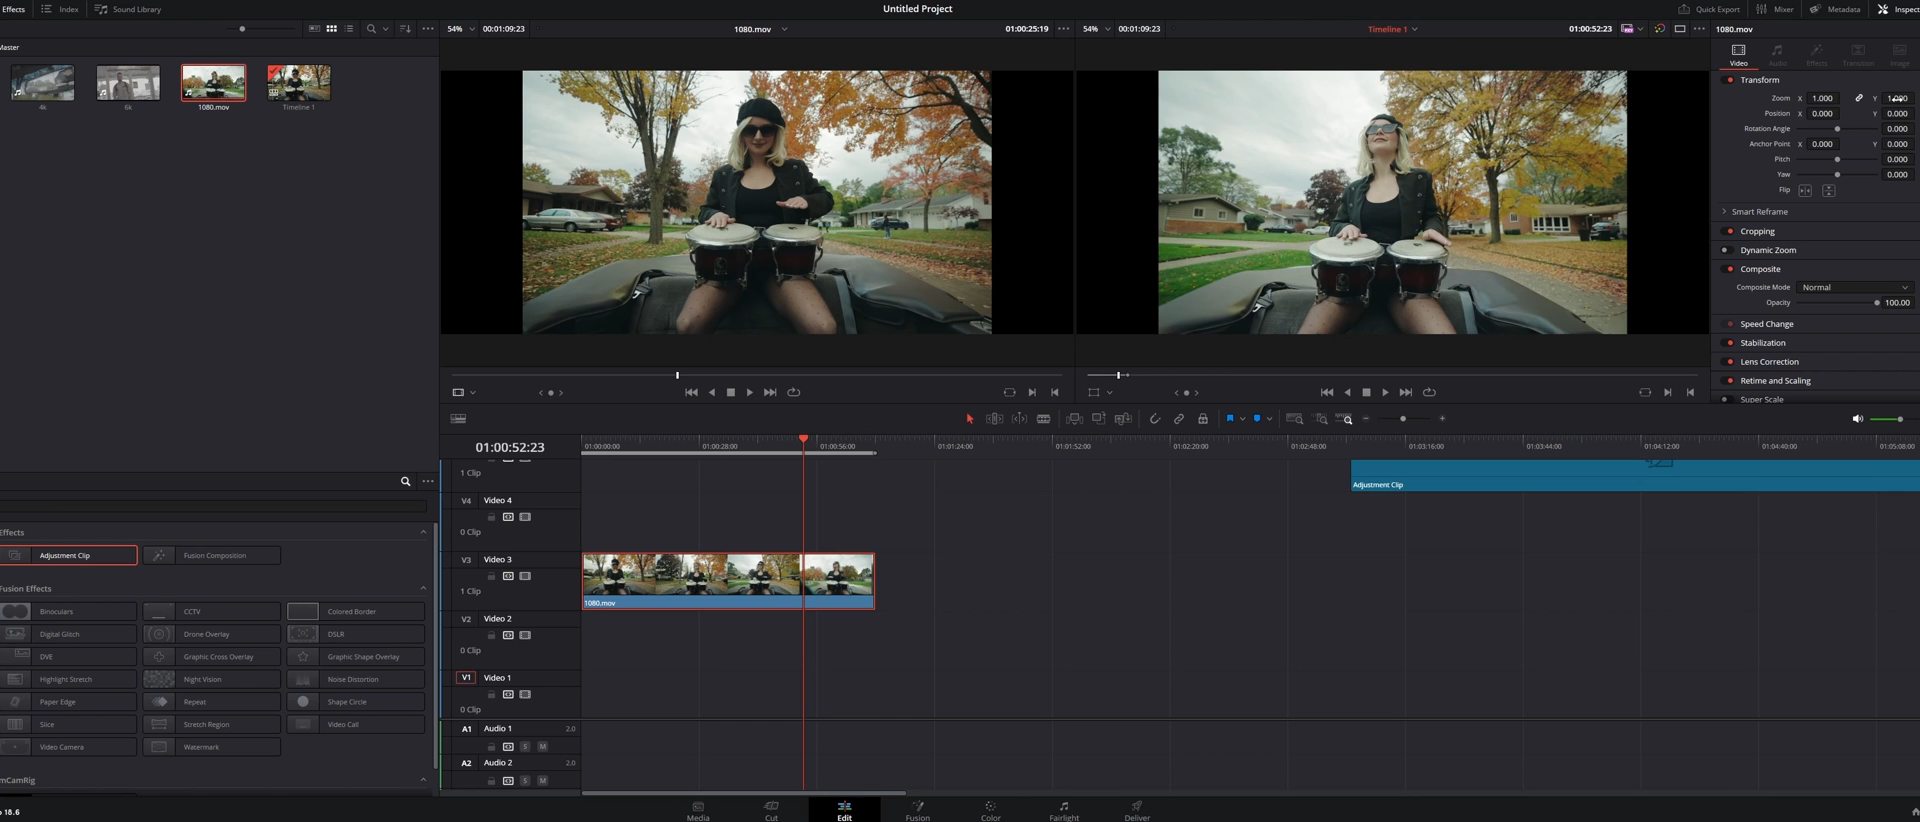 Effects Index Sound Library Untitled Project Quick Export Mixer Metadata Inspect
54% 00:01:09:23 1080.mov 01:00:25:19 54% 00:01:09:23 Timeline 1 01:00:52:23 1080.mov
Master
4k 6k 1080.mov Timeline 1
Video Audio Effects Transition Image
Transform
Zoom X 1.000 Y
Position X 0.000 Y 0.000
Rotation Angle 0.000
Anchor Point X 0.000 Y 0.000
Pitch 0.000
Yaw 0.000
Flip
Smart Reframe
Cropping
Dynamic Zoom
Composite
Composite Mode Normal
Opacity 100.00
Speed Change
Stabilization
Lens Correction
Retime and Scaling
Super Scale
01:00:52:23 01:00:00:00 01:00:28:00 01:00:56:00 01:01:24:00 01:01:52:00 01:02:20:00 01:02:48:00 01:03:16:00 01:03:44:00 01:04:12:00 01:04:40:00 01:05:08:00
1 Clip
Adjustment Clip
V4 Video 4
0 Clip
V3 Video 3
1 Clip
1080.mov
V2 Video 2
0 Clip
V1 Video 1
0 Clip
A1 Audio 1 2.0
S M
A2 Audio 2 2.0
S M
Effects
Adjustment Clip Fusion Composition
Fusion Effects
Binoculars CCTV Colored Border
Digital Glitch Drone Overlay DSLR
DVE Graphic Cross Overlay Graphic Shape Overlay
Highlight Stretch Night Vision Noise Distortion
Paper Edge Repeat Shape Circle
Slice Stretch Region Video Call
Video Camera Watermark
mCamRig
18.6
Media Cut Edit Fusion Color Fairlight Deliver